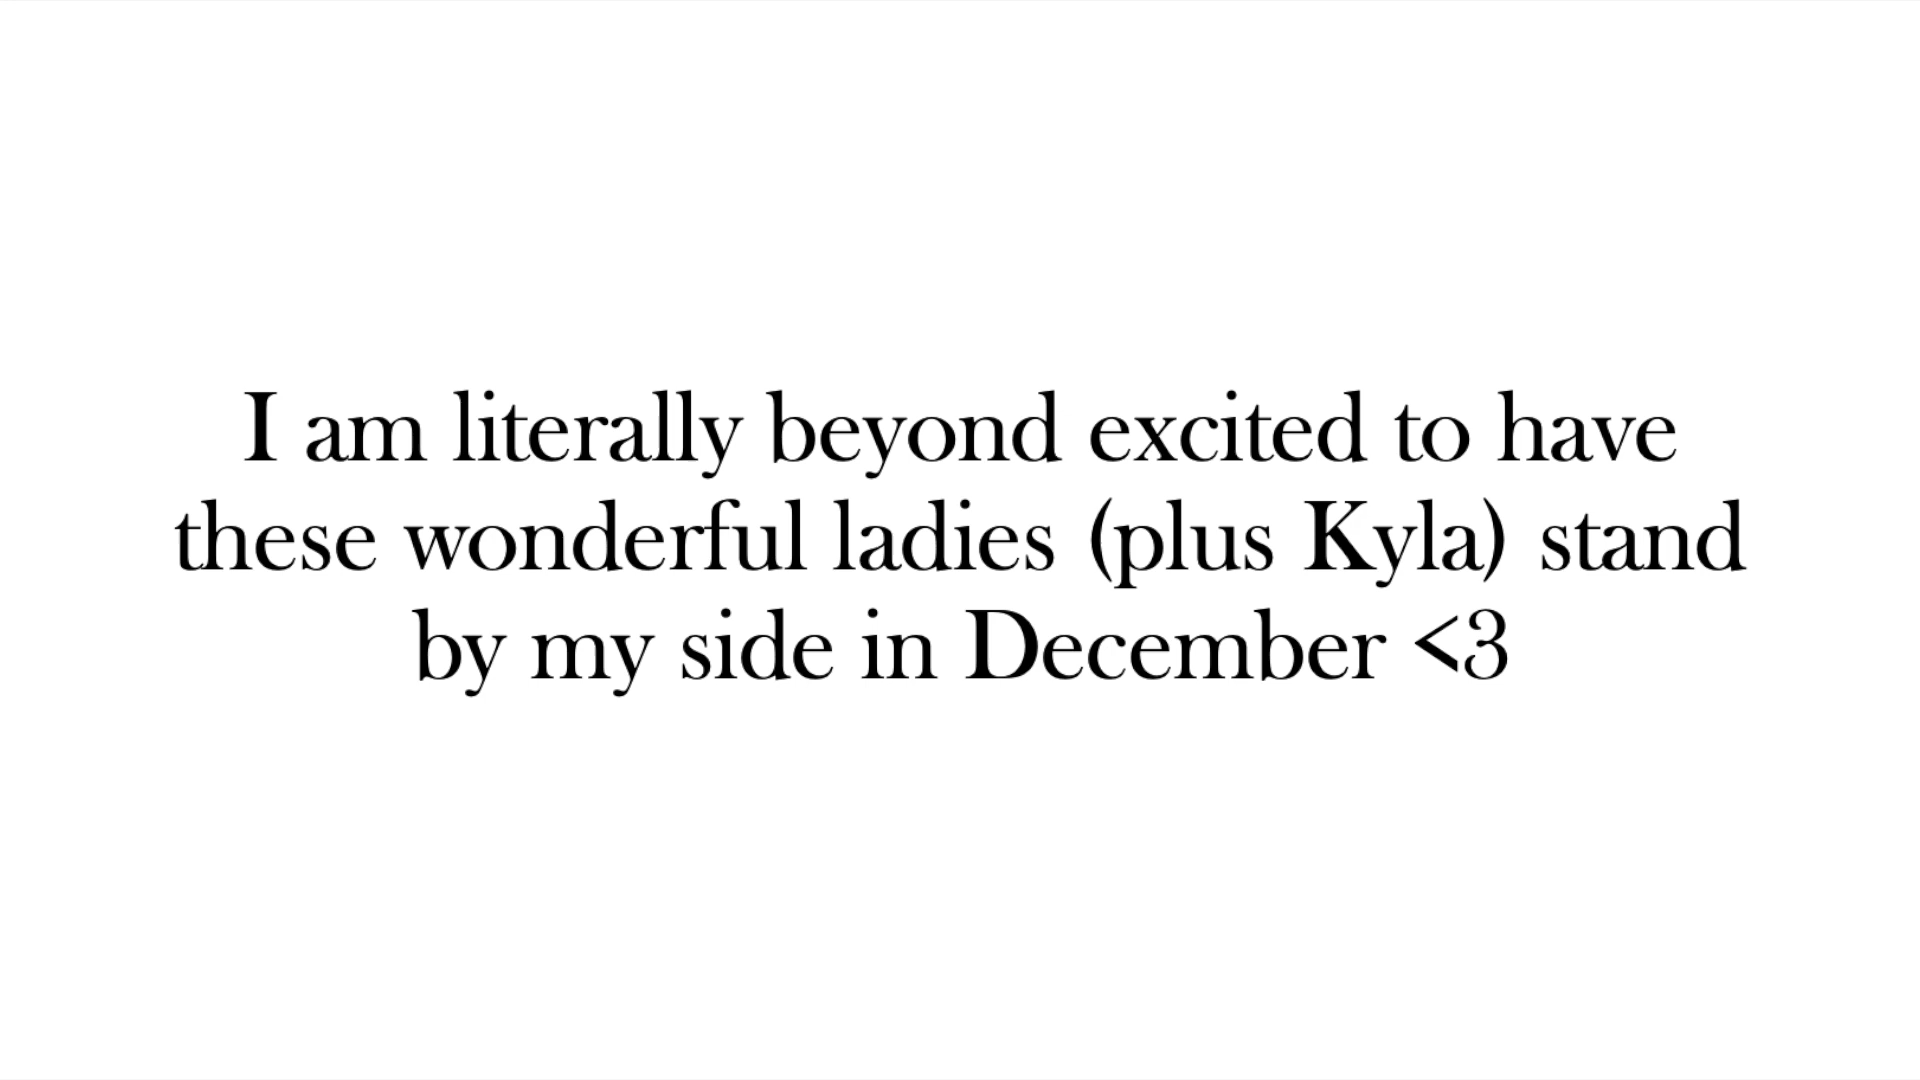 I am literally beyond excited to have
these wonderful ladies (plus Kyla) stand
by my side in December <3